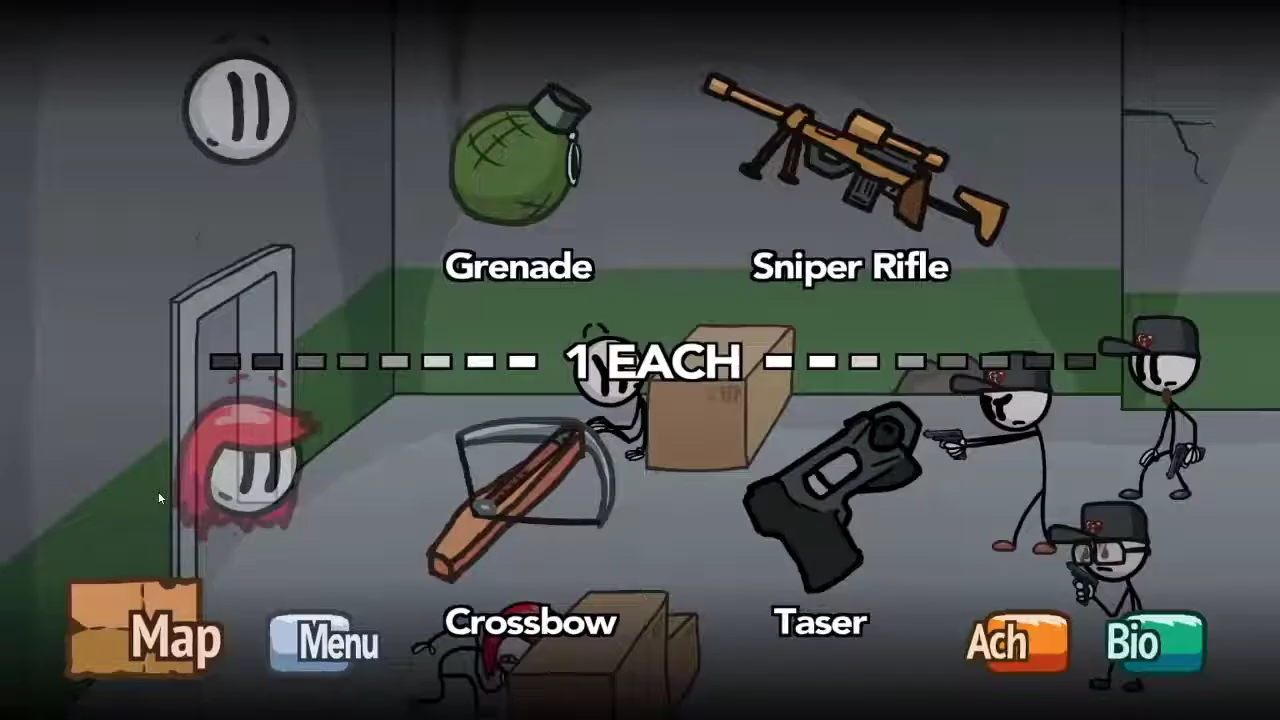 Grenade
Sniper Rifle
1 EACH
Crossbow
Taser
Map
Menu
Ach
Bio